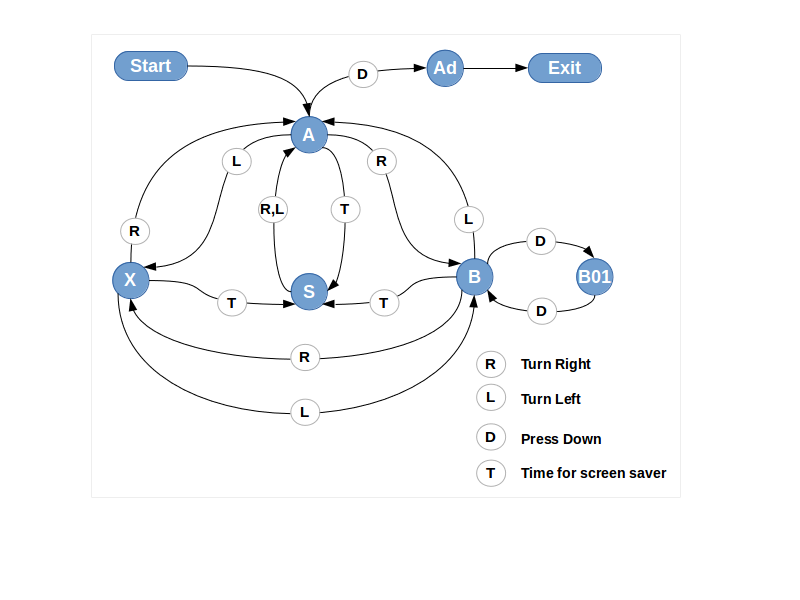 Start
D
Ad
Exit
A
L
R
R,L
T
R
L
D
X
S
B
B01
T
T
D
R
L
R Turn Right
L Turn Left
D Press Down
T Time for screen saver